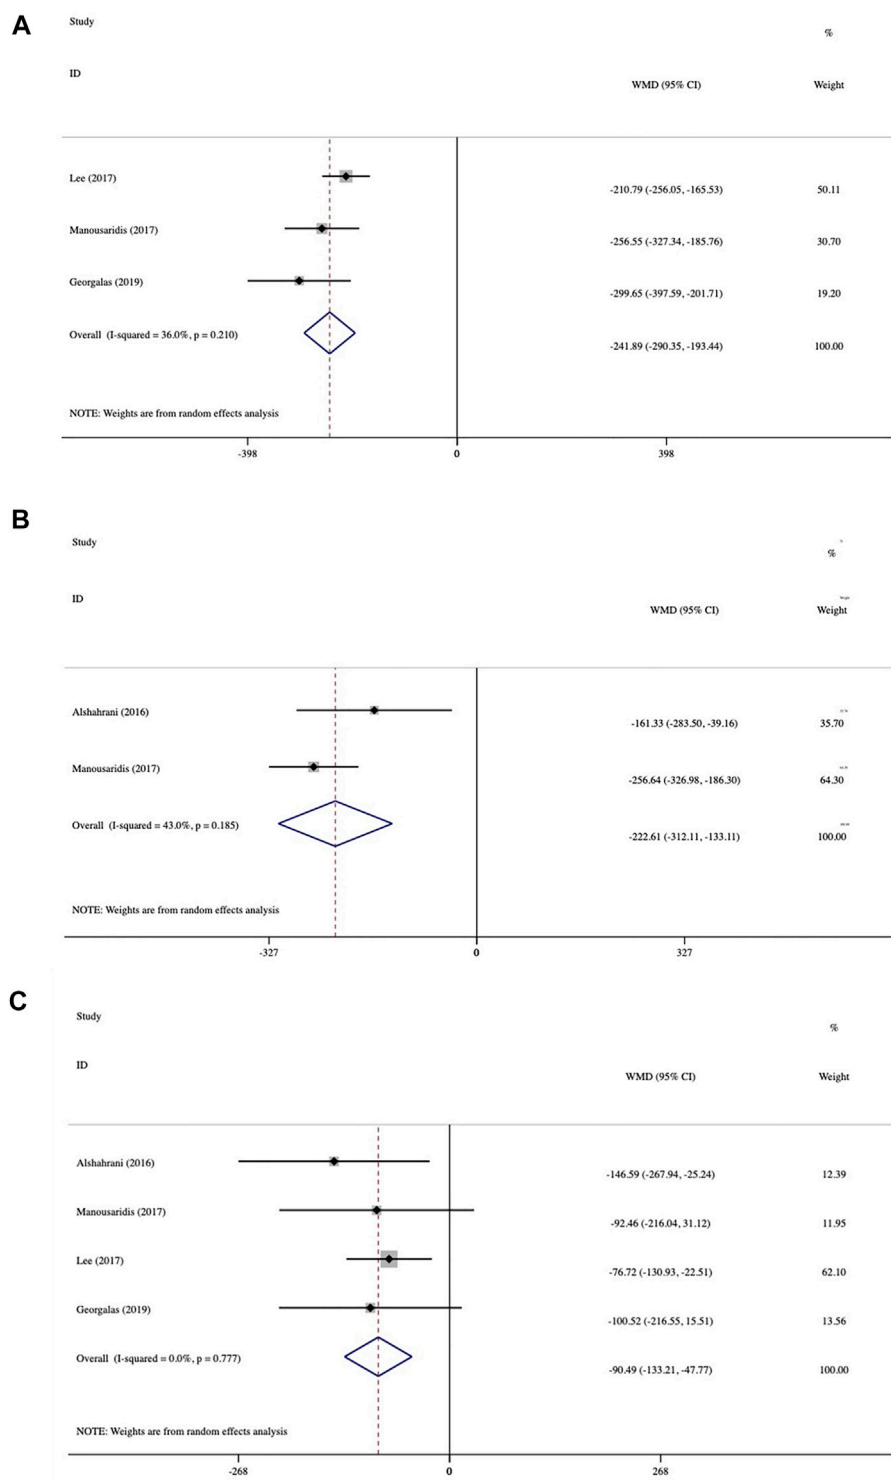 A
Study
%
ID
WMD (95% CI) Weight
Lee (2017)
-210.79 (-256.05, -165.53) 50.11
Manousaridis (2017)
-256.55 (-327.34, -185.76) 30.70
Georgalas (2019)
-299.65 (-397.59, -201.71) 19.20
Overall (I-squared = 36.0%, p = 0.210)
-241.89 (-290.35, -193.44) 100.00
NOTE: Weights are from random effects analysis
-398 0 398
B
Study
%
ID
WMD (95% CI) Weight
Alshahrani (2016)
-161.33 (-283.50, -39.16) 35.70
Manousaridis (2017)
-256.64 (-326.98, -186.30) 64.30
Overall (I-squared = 43.0%, p = 0.185)
-222.61 (-312.11, -133.11) 100.00
NOTE: Weights are from random effects analysis
-327 0 327
C
Study
%
ID
WMD (95% CI) Weight
Alshahrani (2016)
-146.59 (-267.94, -25.24) 12.39
Manousaridis (2017)
-92.46 (-216.04, 31.12) 11.95
Lee (2017)
-76.72 (-130.93, -22.51) 62.10
Georgalas (2019)
-100.52 (-216.55, 15.51) 13.56
Overall (I-squared = 0.0%, p = 0.777)
-90.49 (-133.21, -47.77) 100.00
NOTE: Weights are from random effects analysis
-268 0 268